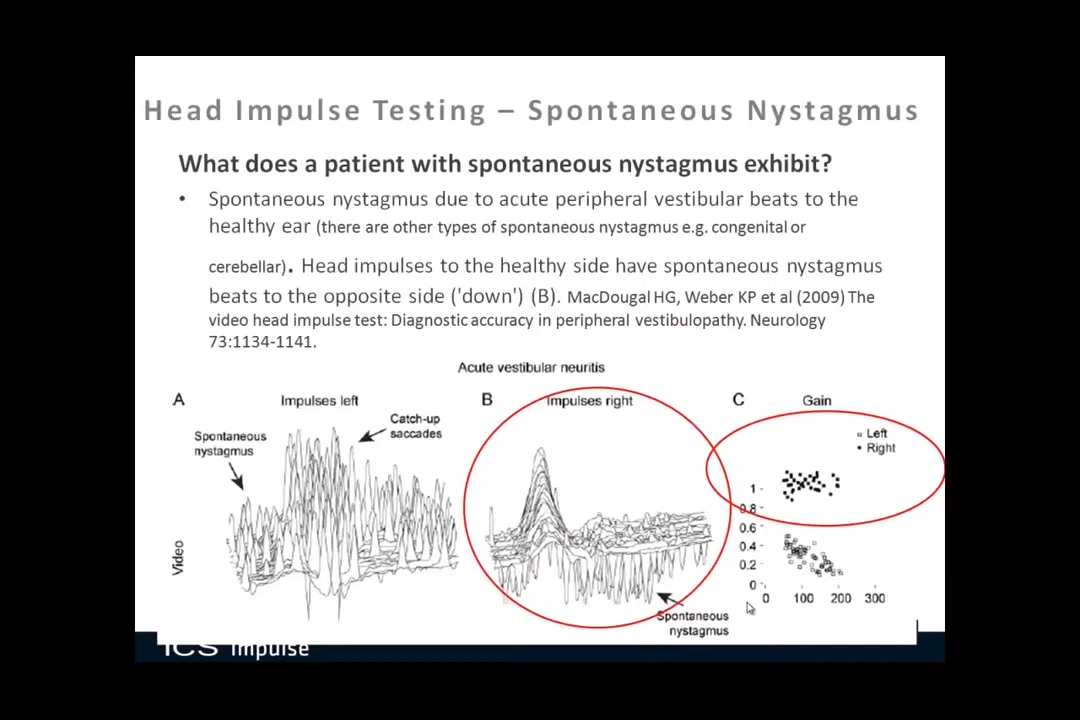 Head Impulse Testing – Spontaneous Nystagmus
What does a patient with spontaneous nystagmus exhibit?
• Spontaneous nystagmus due to acute peripheral vestibular beats to the
healthy ear (there are other types of spontaneous nystagmus e.g. congenital or
cerebellar). Head impulses to the healthy side have spontaneous nystagmus
beats to the opposite side ('down') (B). MacDougal HG, Weber KP et al (2009) The
video head impulse test: Diagnostic accuracy in peripheral vestibulopathy. Neurology
73:1134-1141.
Acute vestibular neuritis
A Impulses left B Impulses right C Gain
Spontaneous
nystagmus
Catch-up
saccades
Left
Right
Video
1
0.8
0.6
0.4
0.2
0
0 100 200 300
Spontaneous
nystagmus
ICS Impulse